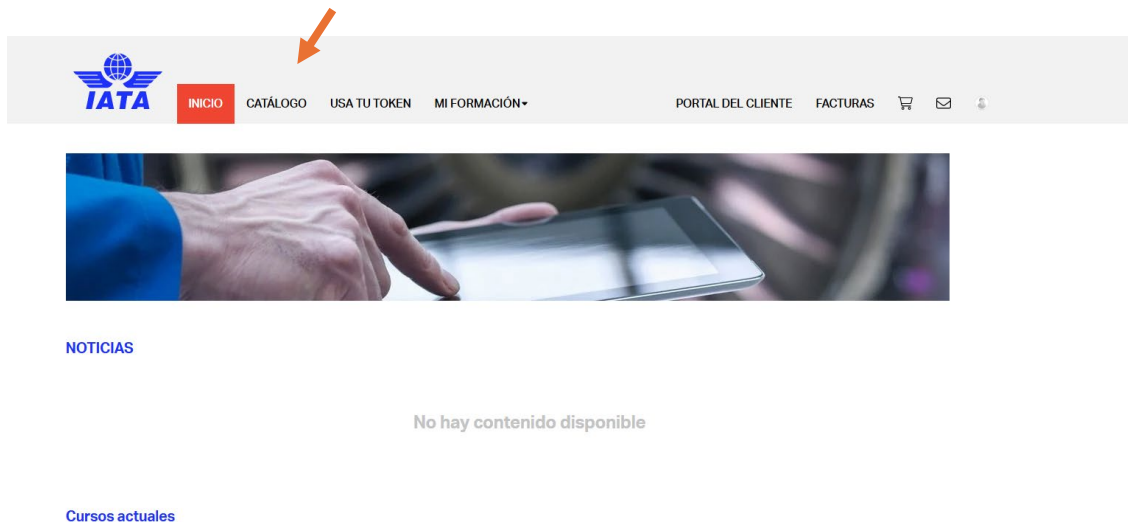 IATA
INICIO CATÁLOGO USA TU TOKEN MI FORMACIÓN PORTAL DEL CLIENTE FACTURAS
NOTICIAS
No hay contenido disponible
Cursos actuales